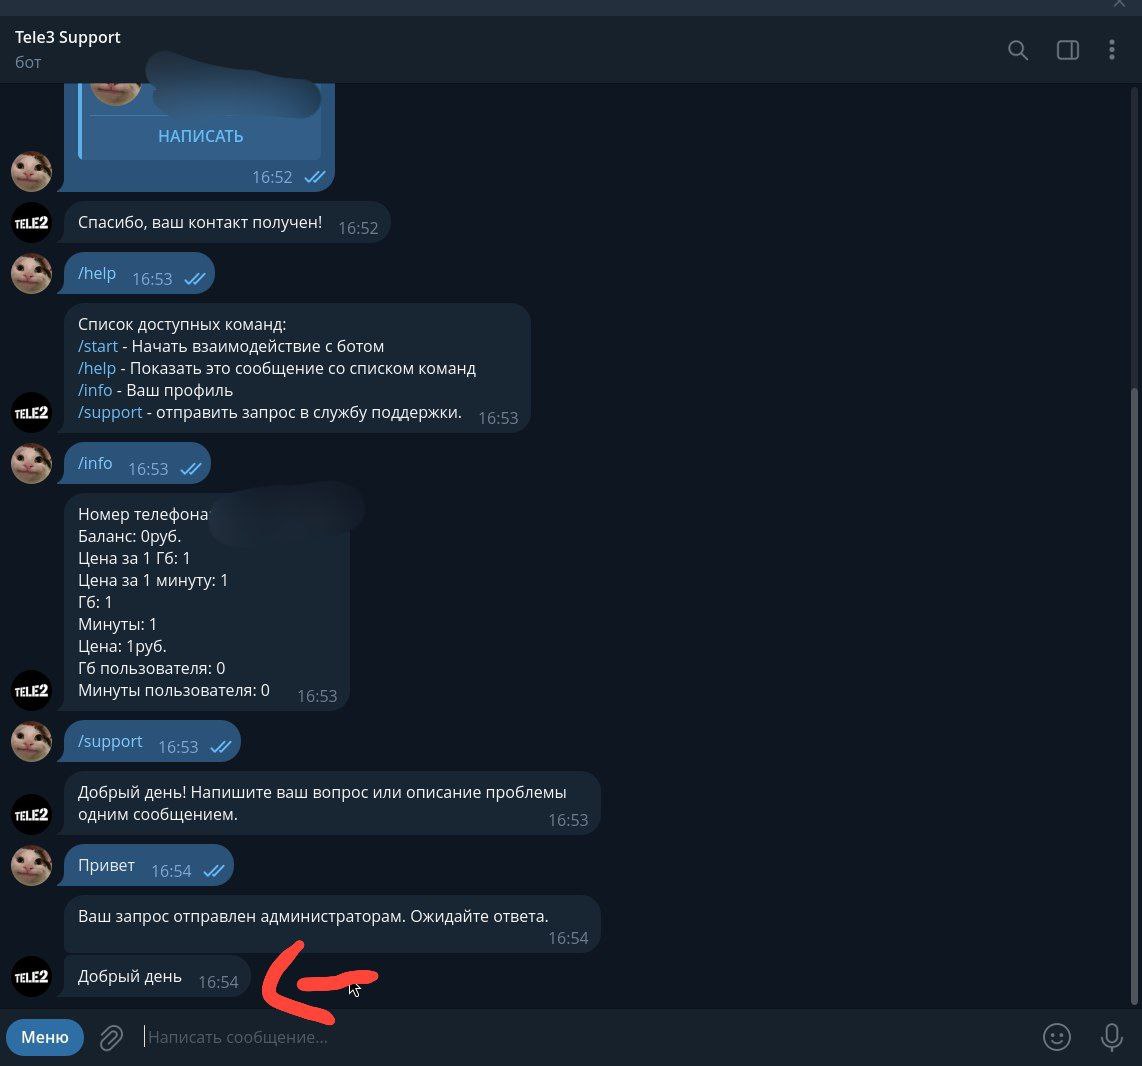 Tele3 Support
бот
НАПИСАТЬ
16:52
TELE2
Спасибо, ваш контакт получен! 16:52
/help 16:53
Список доступных команд:
/start - Начать взаимодействие с ботом
/help - Показать это сообщение со списком команд
/info - Ваш профиль
TELE2
/support - отправить запрос в службу поддержки. 16:53
/info 16:53
Номер телефона:
Баланс: 0руб.
Цена за 1 Гб: 1
Цена за 1 минуту: 1
Гб: 1
Минуты: 1
Цена: 1руб.
Гб пользователя: 0
TELE2
Минуты пользователя: 0 16:53
/support 16:53
Добрый день! Напишите ваш вопрос или описание проблемы
TELE2
одним сообщением. 16:53
Привет 16:54
Ваш запрос отправлен администраторам. Ожидайте ответа.
16:54
TELE2
Добрый день 16:54
Меню
Написать сообщение...